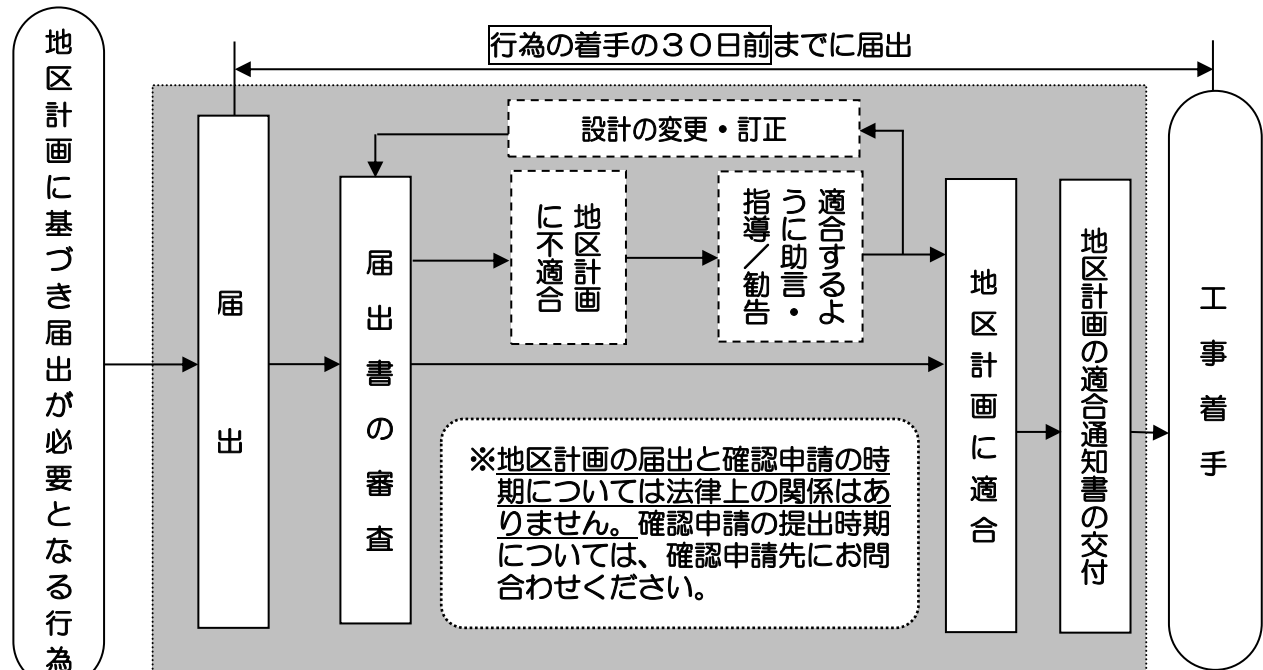 行為の着手の３０日前までに届出
地区計画に基づき届出が必要となる行為
届出
届出書の審査
設計の変更・訂正
地区計画
に不適合
適合するよ
うに助言・
指導／勧告
地区計画に適合
地区計画の適合通知書の交付
工事着手
※地区計画の届出と確認申請の時
期については法律上の関係はあ
りません。確認申請の提出時期
については、確認申請先にお問
合わせください。